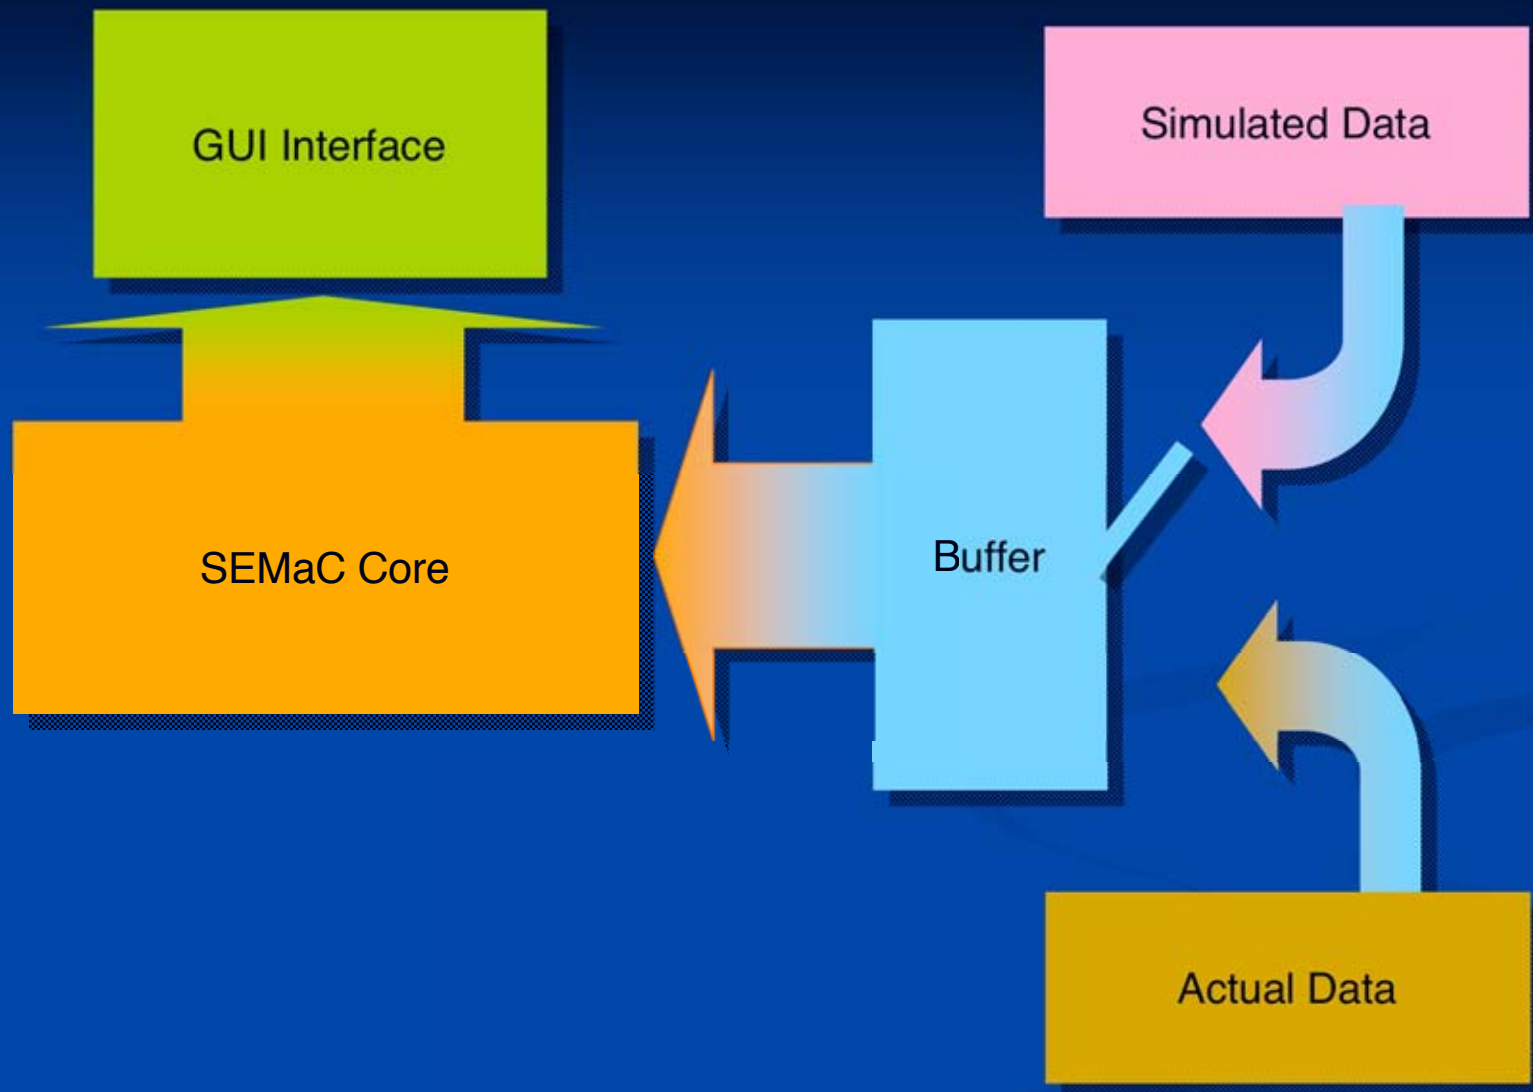 GUI Interface
Simulated Data
SEMaC Core
Buffer
Actual Data